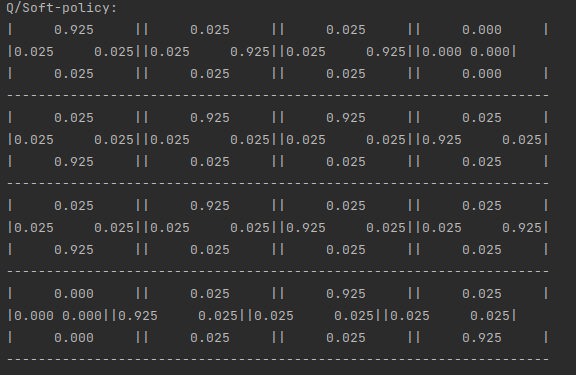 Q/Soft-policy:
|     0.925     ||     0.025     ||     0.025     ||     0.000     |
|0.025     0.025||0.025     0.925||0.025     0.925||0.000 0.000|
|     0.025     ||     0.025     ||     0.025     ||     0.000     |
------------------------------------------------------------------
|     0.025     ||     0.925     ||     0.925     ||     0.025     |
|0.025     0.025||0.025     0.025||0.025     0.025||0.925     0.025|
|     0.925     ||     0.025     ||     0.025     ||     0.025     |
------------------------------------------------------------------
|     0.025     ||     0.925     ||     0.025     ||     0.025     |
|0.025     0.025||0.025     0.025||0.925     0.025||0.025     0.925|
|     0.925     ||     0.025     ||     0.025     ||     0.025     |
------------------------------------------------------------------
|     0.000     ||     0.025     ||     0.925     ||     0.025     |
|0.000 0.000||0.925     0.025||0.025     0.025||0.025     0.025|
|     0.000     ||     0.025     ||     0.025     ||     0.925     |
------------------------------------------------------------------